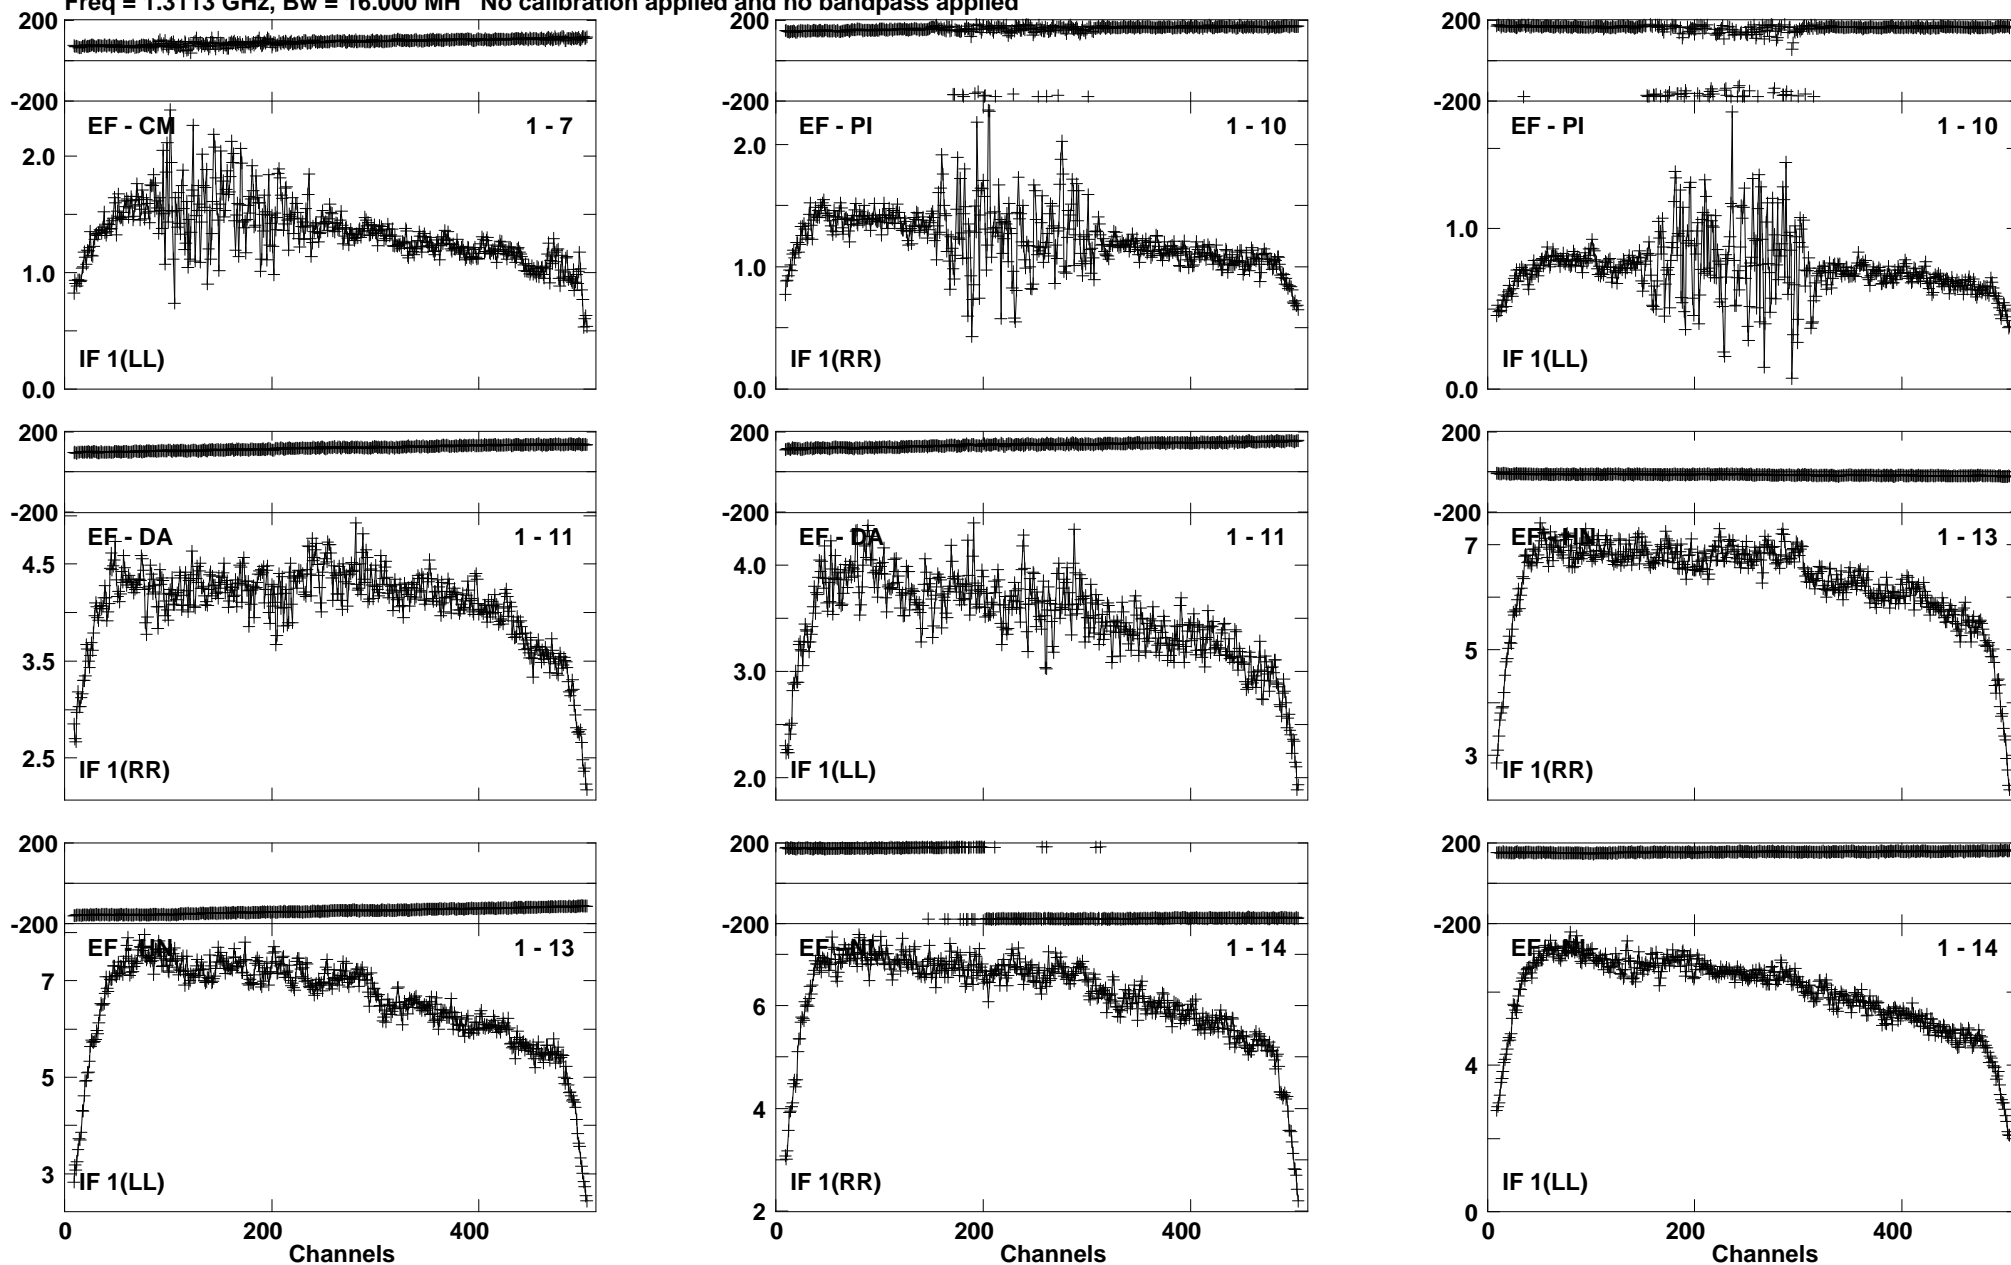 Freq = 1.3113 GHz, Bw = 16.000 MH No calibration applied and no bandpass applied
200
-200
EF - CM 1 - 7
2.0
1.0
IF 1(LL)
0.0
200
-200
EF - PI 1 - 10
2.0
1.0
IF 1(RR)
0.0
200
-200
EF - PI 1 - 10
1.0
IF 1(LL)
0.0
200
-200
EF - DA 1 - 11
4.5
3.5
2.5
IF 1(RR)
200
-200
EF - DA 1 - 11
4.0
3.0
2.0
IF 1(LL)
200
-200
EF - HN 1 - 13
7
5
3
IF 1(RR)
200
-200
EF - HN 1 - 13
7
5
3
IF 1(LL)
0 200 400
Channels
200
-200
EF - 1 - 14
6
4
IF 1(RR)
2
0 200 400
Channels
200
-200
EF - 1 - 14
4
IF 1(LL)
0
0 200 400
Channels